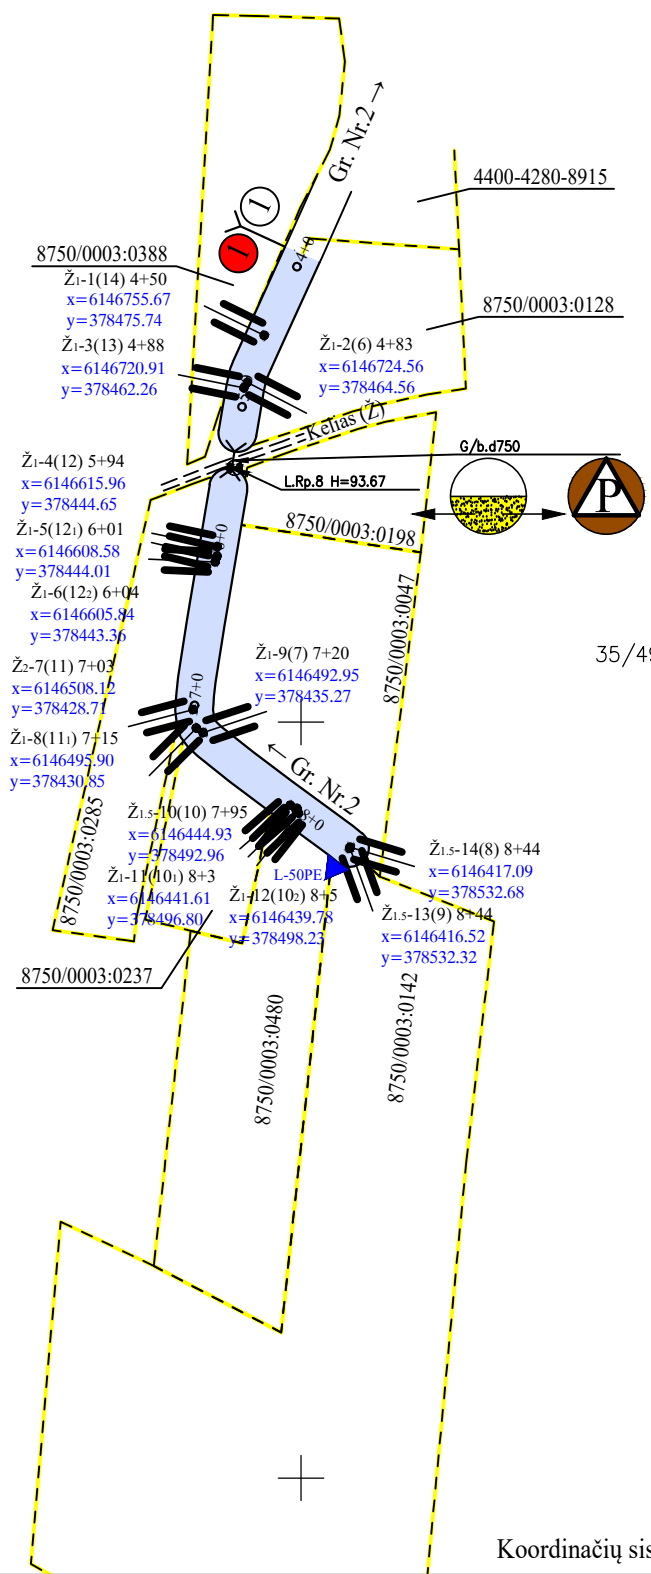 Gr. Nr.2 →
4400-4280-8915
1
1
4+0
8750/0003:0388
Ž1-1(14) 4+50
x=6146755.67
y=378475.74
8750/0003:0128
Ž1-3(13) 4+88
x=6146720.91
y=378462.26
Ž1-2(6) 4+83
x=6146724.56
y=378464.56
Kelias (Ž)
G/b.d750
L.Rp.8 H=93.67
P
Ž1-4(12) 5+94
x=6146615.96
y=378444.65
Ž1-5(12₁) 6+01
x=6146608.58
y=378444.01
8750/0003:0198
Ž1-6(12₂) 6+04
x=6146605.84
y=378443.36
8750/0003:0047
35/49
Ž2-7(11) 7+03
x=6146508.12
y=378428.71
7+0
Ž1-9(7) 7+20
x=6146492.95
y=378435.27
Ž1-8(11₁) 7+15
x=6146495.90
y=378430.85
← Gr. Nr.2
8750/0003:0285
Ž1.5-10(10) 7+95
x=6146444.93
y=378492.96
8+0
Ž1-11(10₁) 8+3
x=6146441.61
y=378496.80
L-50PE
Ž1-12(10₂) 8+5
x=6146439.78
y=378498.23
Ž1.5-14(8) 8+44
x=6146417.09
y=378532.68
Ž1.5-13(9) 8+44
x=6146416.52
y=378532.32
8750/0003:0237
8750/0003:0480
8750/0003:0142
Koordinačių sis